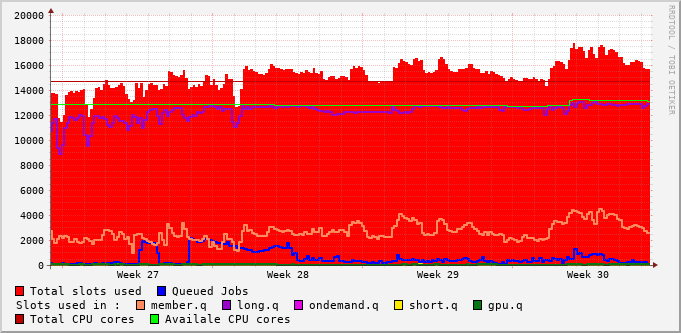 RRDTOOL / TOBI OETIKER
20000
18000
16000
14000
12000
10000
8000
6000
4000
2000
0
Week 27 Week 28 Week 29 Week 30
Total slots used Queued Jobs
Slots used in : member.q long.q ondemand.q short.q gpu.q
Total CPU cores Availale CPU cores